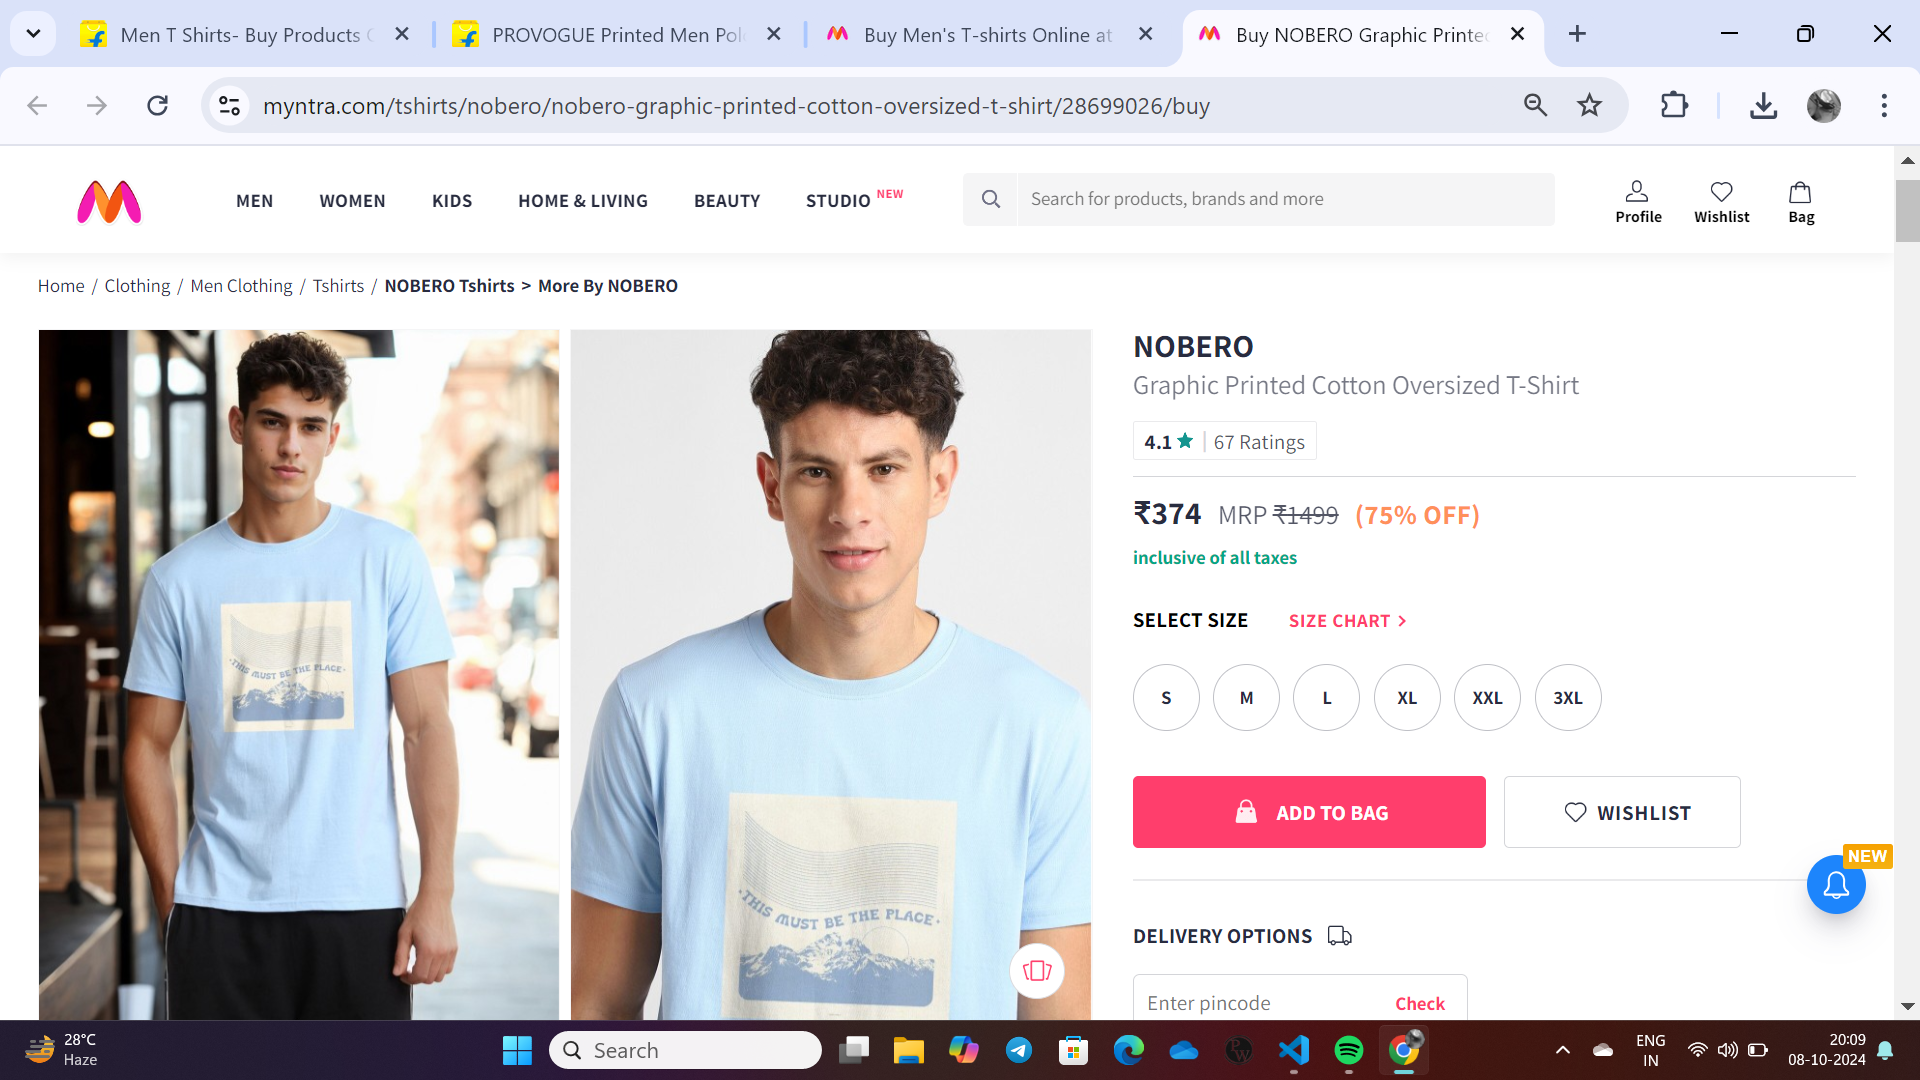 Men T Shirts- Buy Products
PROVOGUE Printed Men Pol
Buy Men's T-shirts Online at
Buy NOBERO Graphic Printe
myntra.com/tshirts/nobero/nobero-graphic-printed-cotton-oversized-t-shirt/28699026/buy
MEN
WOMEN
KIDS
HOME & LIVING
BEAUTY
STUDIO NEW
Search for products, brands and more
Profile
Wishlist
Bag
Home / Clothing / Men Clothing / Tshirts / NOBERO Tshirts > More By NOBERO
·THIS MUST BE THE PLACE·
·THIS MUST BE THE PLACE·
NOBERO
Graphic Printed Cotton Oversized T-Shirt
4.1 ★ | 67 Ratings
₹374 MRP ₹1499 (75% OFF)
inclusive of all taxes
SELECT SIZE
SIZE CHART >
S
M
L
XL
XXL
3XL
ADD TO BAG
WISHLIST
NEW
DELIVERY OPTIONS
Enter pincode
Check
28°C
Haze
Search
ENG
IN
20:09
08-10-2024